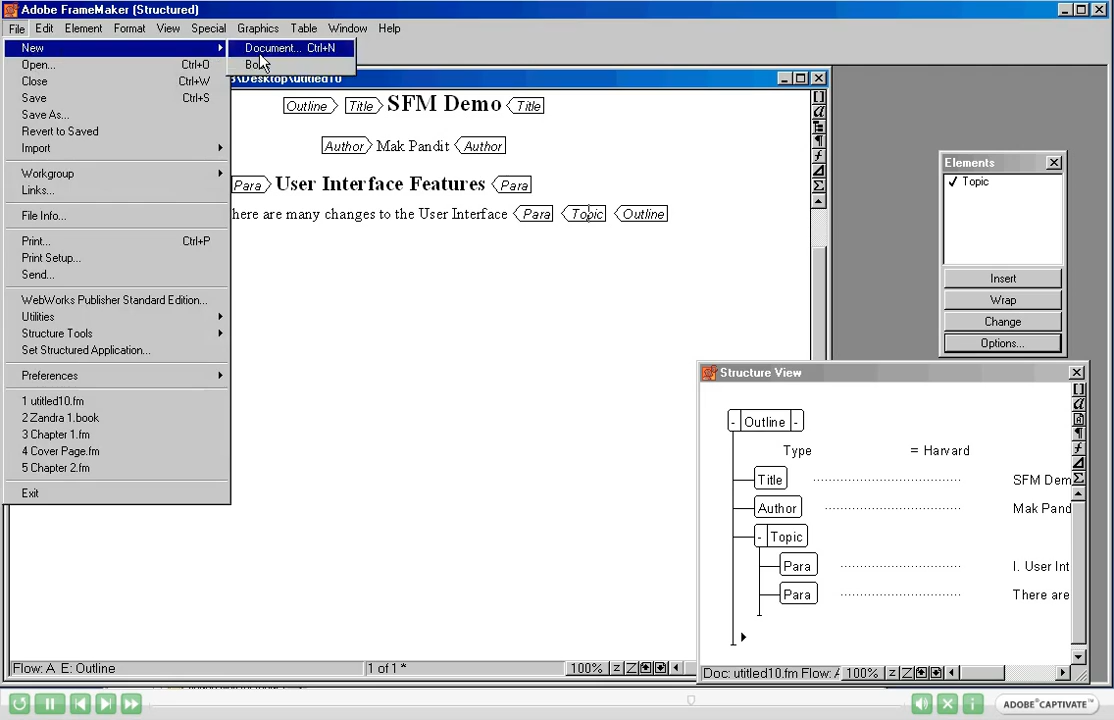 Adobe FrameMaker (Structured)
File Edit Element Format View Special Graphics Table Window Help
New
Document... Ctrl+N
Open... Ctrl+O
Close Ctrl+W
Save Ctrl+S
Save As...
Revert to Saved
Import
Workgroup
Links...
File Info...
Print... Ctrl+P
Print Setup...
Send...
WebWorks Publisher Standard Edition...
Utilities
Structure Tools
Set Structured Application...
Preferences
1 utitled10.fm
2 Zandra 1.book
3 Chapter 1.fm
4 Cover Page.fm
5 Chapter 2.fm
Exit
\Desktop\utitled10
Outline Title SFM Demo Title
Author Mak Pandit Author
Para User Interface Features Para
here are many changes to the User Interface Para Topic Outline
Flow: A E: Outline
1 of 1 *
100%
Elements
✓ Topic
Insert
Wrap
Change
Options...
Structure View
- Outline -
Type = Harvard
Title SFM Dem
Author Mak Pand
- Topic
Para I. User Int
Para There are
Doc: utitled10.fm Flow: 100%
ADOBE® CAPTIVATE™